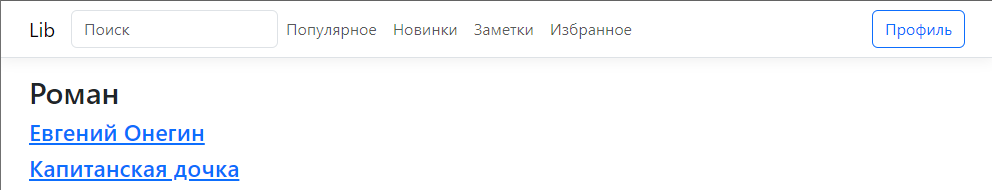 Lib Поиск Популярное Новинки Заметки Избранное Профиль
Роман
Евгений Онегин
Капитанская дочка